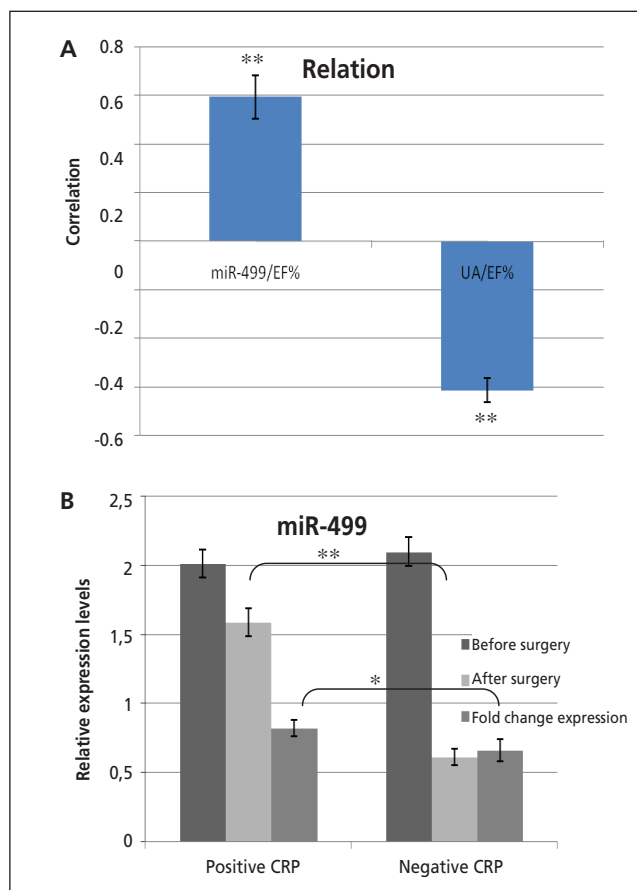 A
Relation
**
0.8
0.6
0.4
0.2
0
-0.2
-0.4
-0.6
Correlation
miR-499/EF%
UA/EF%
**
B
miR-499
2,5
2
1,5
1
0,5
0
Relative expression levels
**
*
Before surgery
After surgery
Fold change expression
Positive CRP
Negative CRP